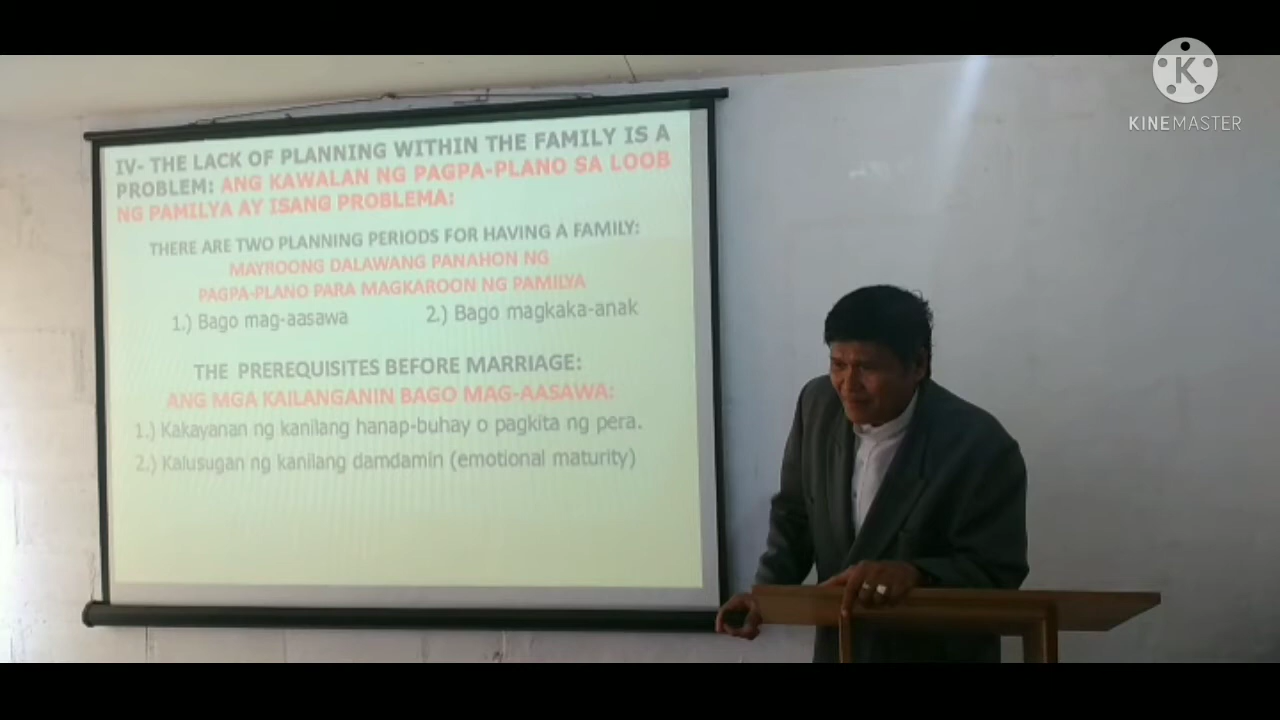 KINEMASTER
IV- THE LACK OF PLANNING WITHIN THE FAMILY IS A
PROBLEM: ANG KAWALAN NG PAGPA-PLANO SA LOOB
NG PAMILYA AY ISANG PROBLEMA:
THERE ARE TWO PLANNING PERIODS FOR HAVING A FAMILY:
MAYROONG DALAWANG PANAHON NG
PAGPA-PLANO PARA MAGKAROON NG PAMILYA
1.) Bago mag-aasawa 2.) Bago magkaka-anak
THE PREREQUISITES BEFORE MARRIAGE:
ANG MGA KAILANGANIN BAGO MAG-AASAWA:
1.) Kakayanan ng kanilang hanap-buhay o pagkita ng pera.
2.) Kalusugan ng kanilang damdamin (emotional maturity)